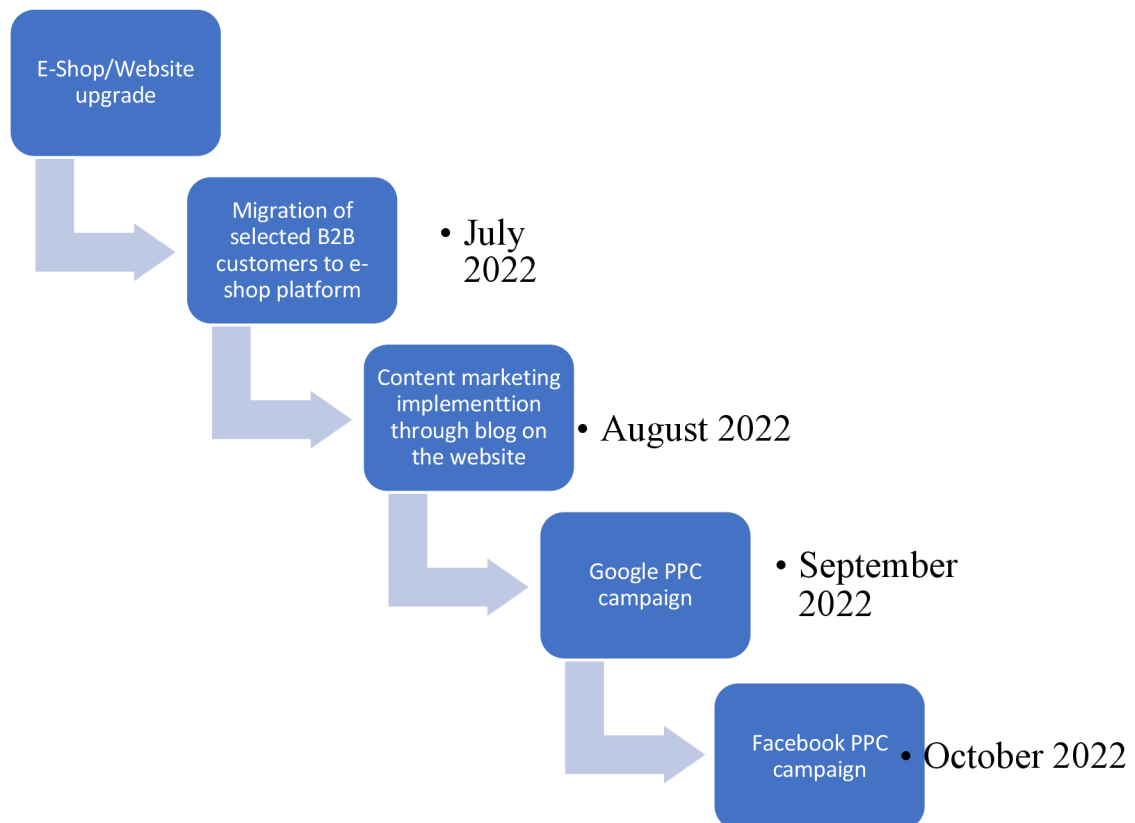 E-Shop/Website
upgrade
Migration of
selected B2B
customers to e-
shop platform
• July
2022
Content marketing
implementtion
through blog on
the website
• August 2022
Google PPC
campaign
• September
2022
Facebook PPC
campaign
• October 2022